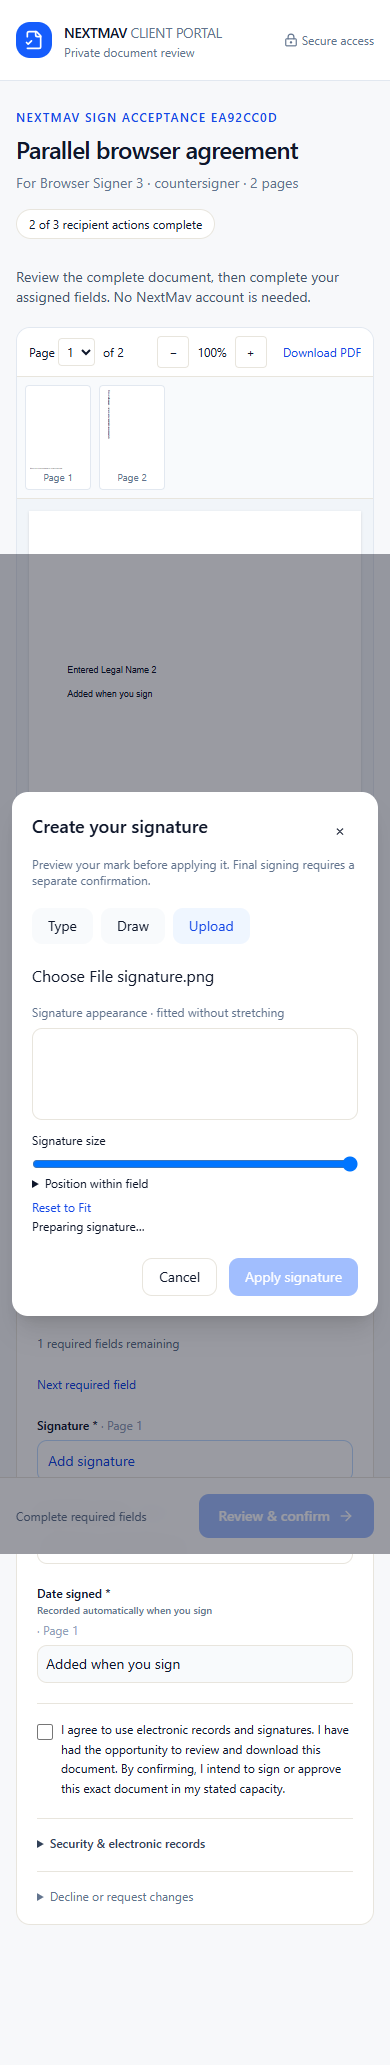 NEXTMAV CLIENT PORTAL
Private document review
Secure access
NEXTMAV SIGN ACCEPTANCE EA92CC0D
Parallel browser agreement
For Browser Signer 3 · countersigner · 2 pages
2 of 3 recipient actions complete
Review the complete document, then complete your
assigned fields. No NextMav account is needed.
Page 1 of 2 − 100% + Download PDF
Page 1
Page 2
Entered Legal Name 2
Added when you sign
Create your signature
×
Preview your mark before applying it. Final signing requires a
separate confirmation.
Type Draw Upload
Choose File signature.png
Signature appearance · fitted without stretching
Signature size
Position within field
Reset to Fit
Preparing signature...
Cancel Apply signature
1 required fields remaining
Next required field
Signature * · Page 1
Add signature
Complete required fields
Review & confirm →
Date signed *
Recorded automatically when you sign
· Page 1
Added when you sign
I agree to use electronic records and signatures. I have
had the opportunity to review and download this
document. By confirming, I intend to sign or approve
this exact document in my stated capacity.
Security & electronic records
Decline or request changes